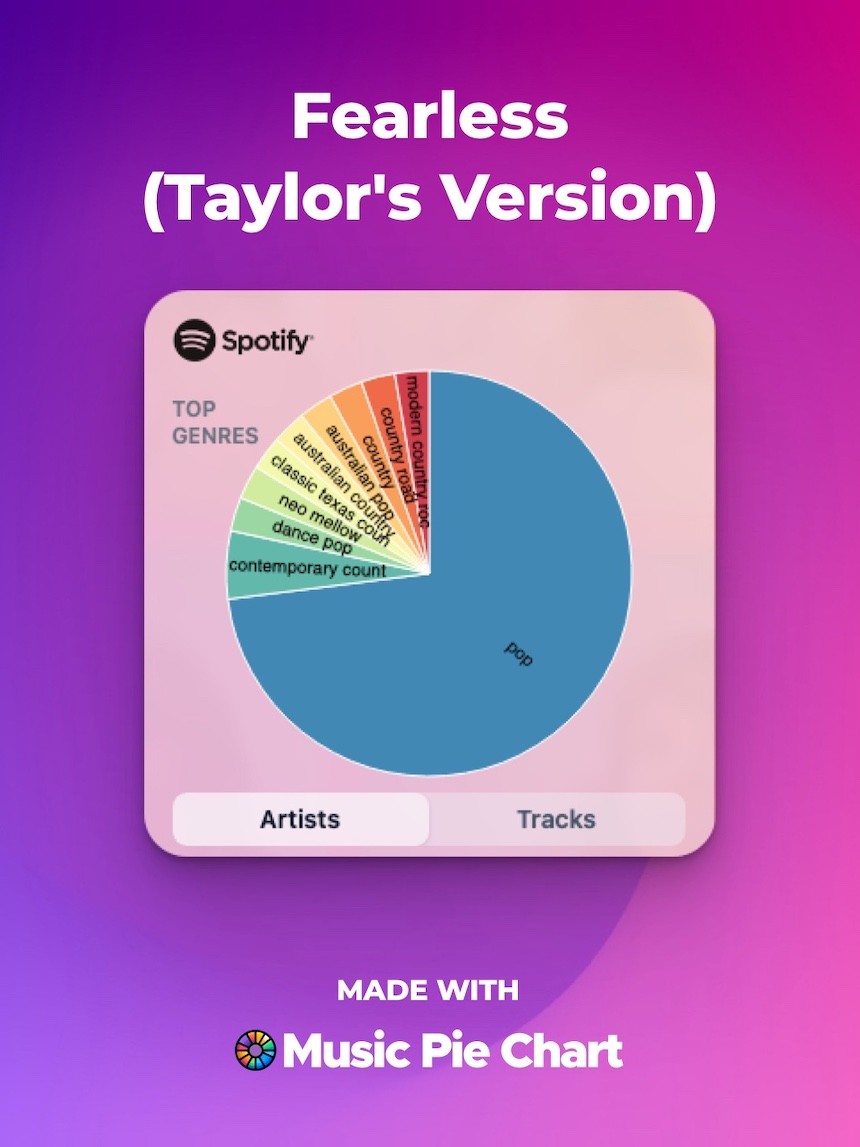 Fearless
(Taylor's Version)
Spotify
TOP
GENRES
modern country roc
country road
country
australian pop
australian country
classic texas coun
neo mellow
dance pop
contemporary count
pop
Artists
Tracks
MADE WITH
Music Pie Chart